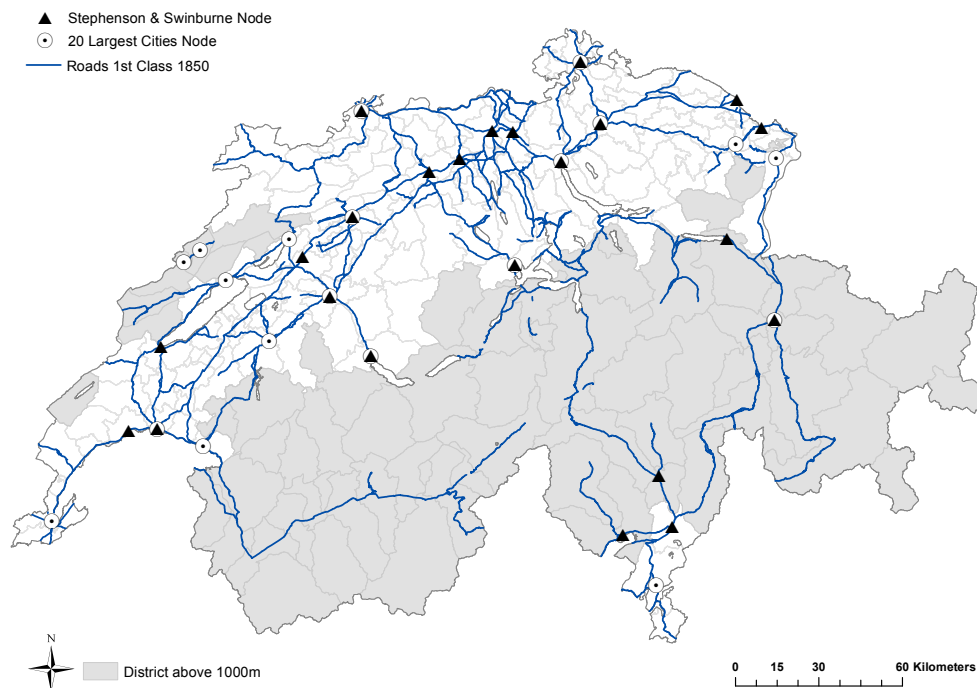 Stephenson & Swinburne Node
20 Largest Cities Node
Roads 1st Class 1850
N
District above 1000m
0 15 30 60 Kilometers